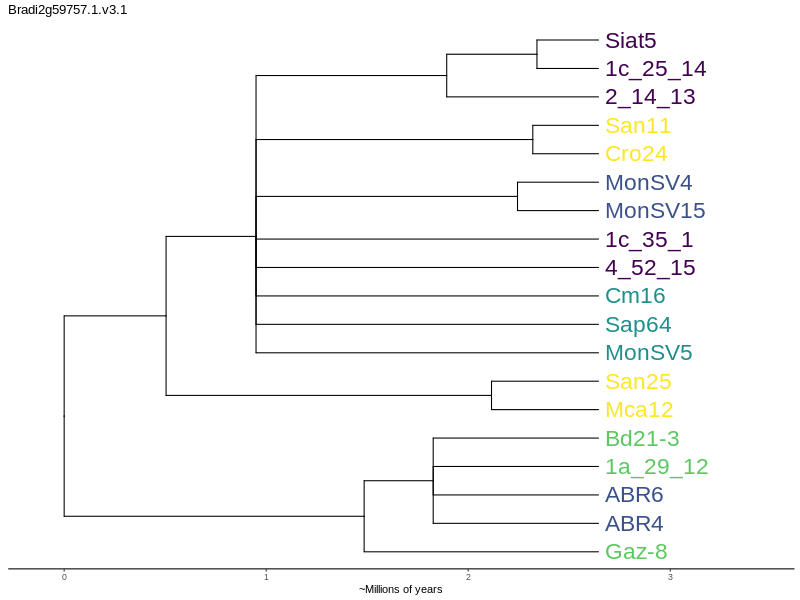 Bradi2g59757.1.v3.1
Siat5
1c_25_14
2_14_13
San11
Cro24
MonSV4
MonSV15
1c_35_1
4_52_15
Cm16
Sap64
MonSV5
San25
Mca12
Bd21-3
1a_29_12
ABR6
ABR4
Gaz-8
0 1 2 3
~Millions of years